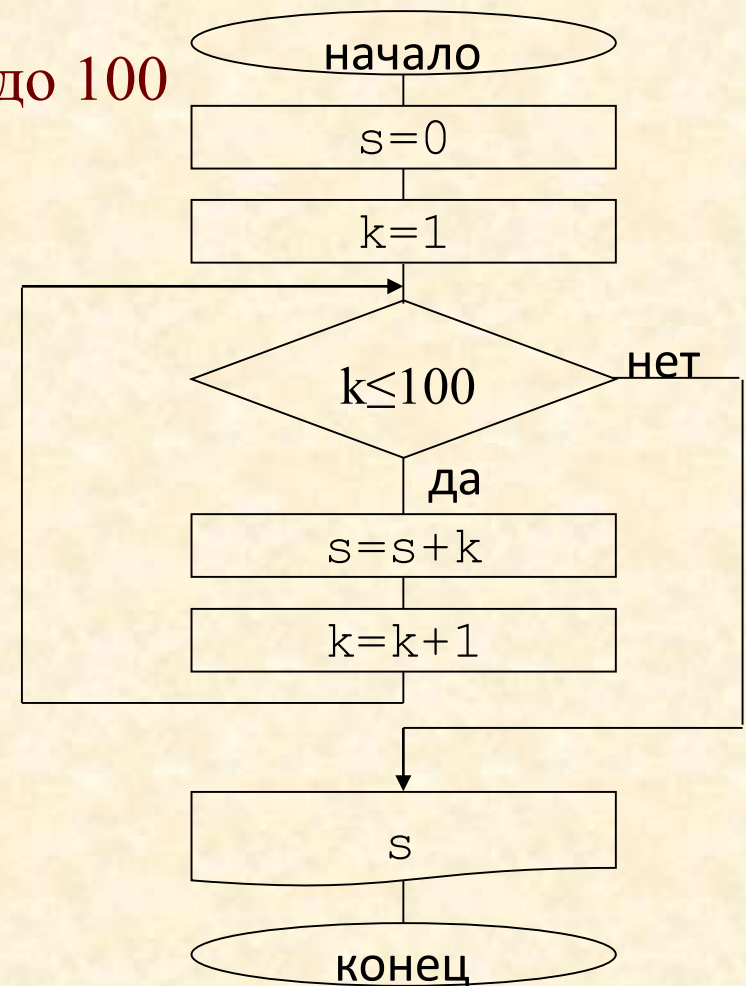 начало
до 100
s=0
k=1
k≤100
нет
да
s=s+k
k=k+1
s
конец